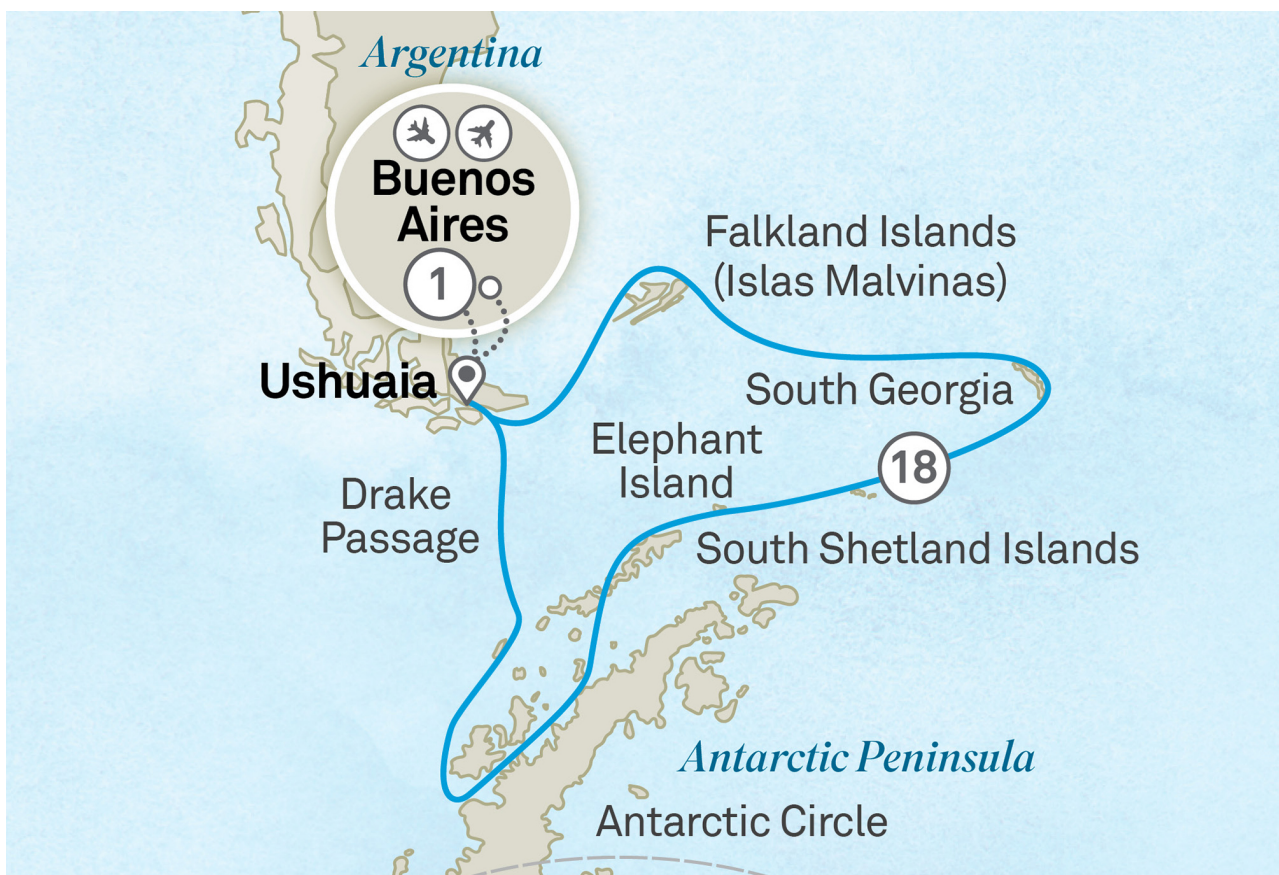 Argentina
Buenos
Aires
1
Falkland Islands
(Islas Malvinas)
Ushuaia
South Georgia
Elephant
Island
18
Drake
Passage
South Shetland Islands
Antarctic Peninsula
Antarctic Circle